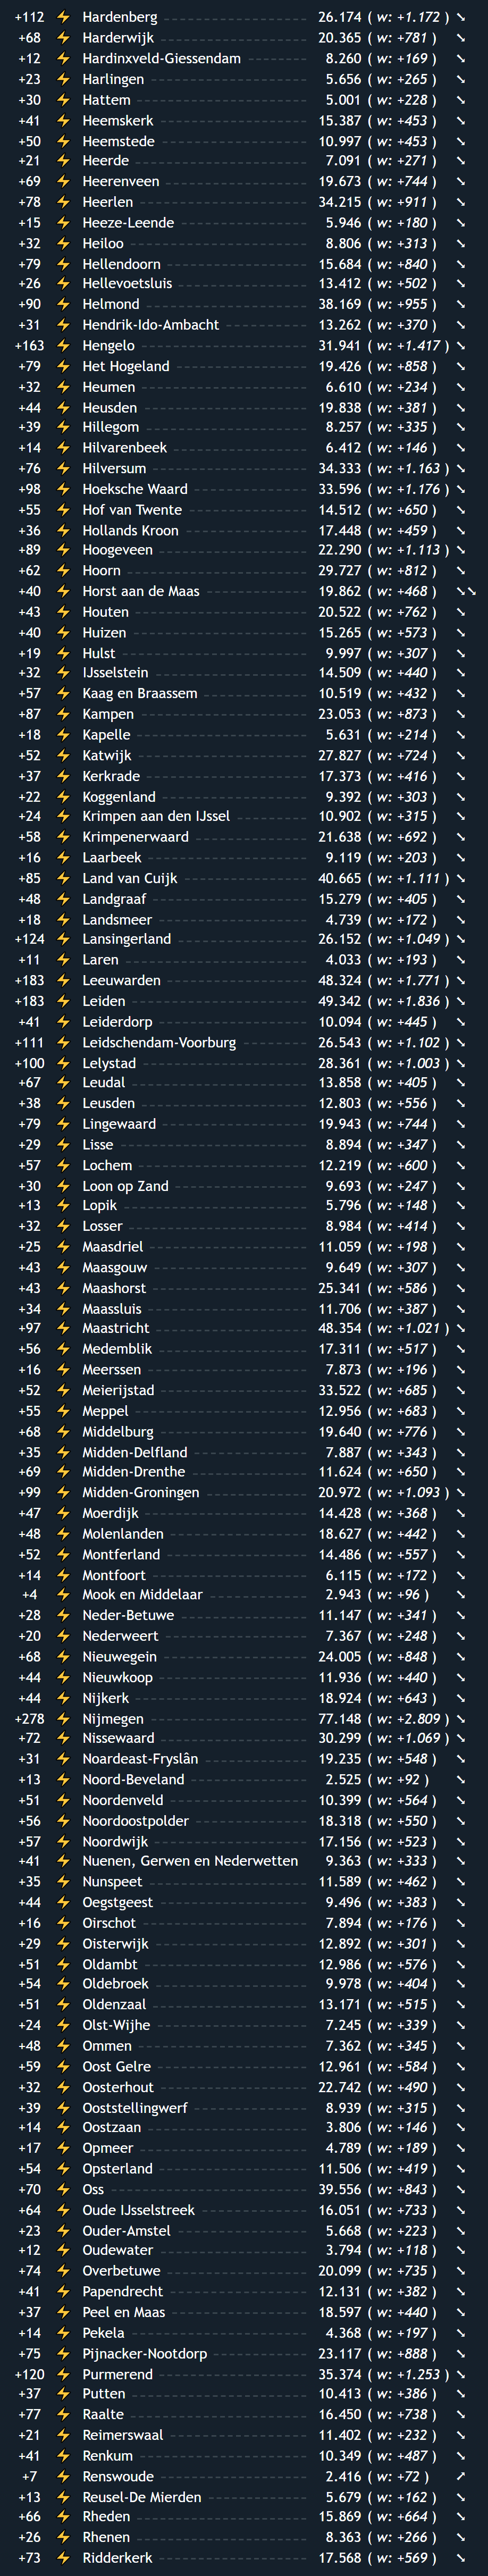 +112 ⚡ Hardenberg 26.174 ( w: +1.172 ) ➘
+68 ⚡ Harderwijk 20.365 ( w: +781 ) ➘
+12 ⚡ Hardinxveld-Giessendam 8.260 ( w: +169 ) ➘
+23 ⚡ Harlingen 5.656 ( w: +265 ) ➘
+30 ⚡ Hattem 5.001 ( w: +228 ) ➘
+41 ⚡ Heemskerk 15.387 ( w: +453 ) ➘
+50 ⚡ Heemstede 10.997 ( w: +453 ) ➘
+21 ⚡ Heerde 7.091 ( w: +271 ) ➘
+69 ⚡ Heerenveen 19.673 ( w: +744 ) ➘
+78 ⚡ Heerlen 34.215 ( w: +911 ) ➘
+15 ⚡ Heeze-Leende 5.946 ( w: +180 ) ➘
+32 ⚡ Heiloo 8.806 ( w: +313 ) ➘
+79 ⚡ Hellendoorn 15.684 ( w: +840 ) ➘
+26 ⚡ Hellevoetsluis 13.412 ( w: +502 ) ➘
+90 ⚡ Helmond 38.169 ( w: +955 ) ➘
+31 ⚡ Hendrik-Ido-Ambacht 13.262 ( w: +370 ) ➘
+163 ⚡ Hengelo 31.941 ( w: +1.417 ) ➘
+79 ⚡ Het Hogeland 19.426 ( w: +858 ) ➘
+32 ⚡ Heumen 6.610 ( w: +234 ) ➘
+44 ⚡ Heusden 19.838 ( w: +381 ) ➘
+39 ⚡ Hillegom 8.257 ( w: +335 ) ➘
+14 ⚡ Hilvarenbeek 6.412 ( w: +146 ) ➘
+76 ⚡ Hilversum 34.333 ( w: +1.163 ) ➘
+98 ⚡ Hoeksche Waard 33.596 ( w: +1.176 ) ➘
+55 ⚡ Hof van Twente 14.512 ( w: +650 ) ➘
+36 ⚡ Hollands Kroon 17.448 ( w: +459 ) ➘
+89 ⚡ Hoogeveen 22.290 ( w: +1.113 ) ➘
+62 ⚡ Hoorn 29.727 ( w: +812 ) ➘
+40 ⚡ Horst aan de Maas 19.862 ( w: +468 ) ➘➘
+43 ⚡ Houten 20.522 ( w: +762 ) ➘
+40 ⚡ Huizen 15.265 ( w: +573 ) ➘
+19 ⚡ Hulst 9.997 ( w: +307 ) ➘
+32 ⚡ IJsselstein 14.509 ( w: +440 ) ➘
+57 ⚡ Kaag en Braassem 10.519 ( w: +432 ) ➘
+87 ⚡ Kampen 23.053 ( w: +873 ) ➘
+18 ⚡ Kapelle 5.631 ( w: +214 ) ➘
+52 ⚡ Katwijk 27.827 ( w: +724 ) ➘
+37 ⚡ Kerkrade 17.373 ( w: +416 ) ➘
+22 ⚡ Koggenland 9.392 ( w: +303 ) ➘
+24 ⚡ Krimpen aan den IJssel 10.902 ( w: +315 ) ➘
+58 ⚡ Krimpenerwaard 21.638 ( w: +692 ) ➘
+16 ⚡ Laarbeek 9.119 ( w: +203 ) ➘
+85 ⚡ Land van Cuijk 40.665 ( w: +1.111 ) ➘
+48 ⚡ Landgraaf 15.279 ( w: +405 ) ➘
+18 ⚡ Landsmeer 4.739 ( w: +172 ) ➘
+124 ⚡ Lansingerland 26.152 ( w: +1.049 ) ➘
+11 ⚡ Laren 4.033 ( w: +193 ) ➘
+183 ⚡ Leeuwarden 48.324 ( w: +1.771 ) ➘
+183 ⚡ Leiden 49.342 ( w: +1.836 ) ➘
+41 ⚡ Leiderdorp 10.094 ( w: +445 ) ➘
+111 ⚡ Leidschendam-Voorburg 26.543 ( w: +1.102 ) ➘
+100 ⚡ Lelystad 28.361 ( w: +1.003 ) ➘
+67 ⚡ Leudal 13.858 ( w: +405 ) ➘
+38 ⚡ Leusden 12.803 ( w: +556 ) ➘
+79 ⚡ Lingewaard 19.943 ( w: +744 ) ➘
+29 ⚡ Lisse 8.894 ( w: +347 ) ➘
+57 ⚡ Lochem 12.219 ( w: +600 ) ➘
+30 ⚡ Loon op Zand 9.693 ( w: +247 ) ➘
+13 ⚡ Lopik 5.796 ( w: +148 ) ➘
+32 ⚡ Losser 8.984 ( w: +414 ) ➘
+25 ⚡ Maasdriel 11.059 ( w: +198 ) ➘
+43 ⚡ Maasgouw 9.649 ( w: +307 ) ➘
+43 ⚡ Maashorst 25.341 ( w: +586 ) ➘
+34 ⚡ Maassluis 11.706 ( w: +387 ) ➘
+97 ⚡ Maastricht 48.354 ( w: +1.021 ) ➘
+56 ⚡ Medemblik 17.311 ( w: +517 ) ➘
+16 ⚡ Meerssen 7.873 ( w: +196 ) ➘
+52 ⚡ Meierijstad 33.522 ( w: +685 ) ➘
+55 ⚡ Meppel 12.956 ( w: +683 ) ➘
+68 ⚡ Middelburg 19.640 ( w: +776 ) ➘
+35 ⚡ Midden-Delfland 7.887 ( w: +343 ) ➘
+69 ⚡ Midden-Drenthe 11.624 ( w: +650 ) ➘
+99 ⚡ Midden-Groningen 20.972 ( w: +1.093 ) ➘
+47 ⚡ Moerdijk 14.428 ( w: +368 ) ➘
+48 ⚡ Molenlanden 18.627 ( w: +442 ) ➘
+52 ⚡ Montferland 14.486 ( w: +557 ) ➘
+14 ⚡ Montfoort 6.115 ( w: +172 ) ➘
+4 ⚡ Mook en Middelaar 2.943 ( w: +96 ) ➘
+28 ⚡ Neder-Betuwe 11.147 ( w: +341 ) ➘
+20 ⚡ Nederweert 7.367 ( w: +248 ) ➘
+68 ⚡ Nieuwegein 24.005 ( w: +848 ) ➘
+44 ⚡ Nieuwkoop 11.936 ( w: +440 ) ➘
+44 ⚡ Nijkerk 18.924 ( w: +643 ) ➘
+278 ⚡ Nijmegen 77.148 ( w: +2.809 ) ➘
+72 ⚡ Nissewaard 30.299 ( w: +1.069 ) ➘
+31 ⚡ Noardeast-Fryslân 19.235 ( w: +548 ) ➘
+13 ⚡ Noord-Beveland 2.525 ( w: +92 ) ➘
+51 ⚡ Noordenveld 10.399 ( w: +564 ) ➘
+56 ⚡ Noordoostpolder 18.318 ( w: +550 ) ➘
+57 ⚡ Noordwijk 17.156 ( w: +523 ) ➘
+41 ⚡ Nuenen, Gerwen en Nederwetten 9.363 ( w: +333 ) ➘
+35 ⚡ Nunspeet 11.589 ( w: +462 ) ➘
+44 ⚡ Oegstgeest 9.496 ( w: +383 ) ➘
+16 ⚡ Oirschot 7.894 ( w: +176 ) ➘
+29 ⚡ Oisterwijk 12.892 ( w: +301 ) ➘
+51 ⚡ Oldambt 12.986 ( w: +576 ) ➘
+54 ⚡ Oldebroek 9.978 ( w: +404 ) ➘
+51 ⚡ Oldenzaal 13.171 ( w: +515 ) ➘
+24 ⚡ Olst-Wijhe 7.245 ( w: +339 ) ➘
+48 ⚡ Ommen 7.362 ( w: +345 ) ➘
+59 ⚡ Oost Gelre 12.961 ( w: +584 ) ➘
+32 ⚡ Oosterhout 22.742 ( w: +490 ) ➘
+39 ⚡ Ooststellingwerf 8.939 ( w: +315 ) ➘
+14 ⚡ Oostzaan 3.806 ( w: +146 ) ➘
+17 ⚡ Opmeer 4.789 ( w: +189 ) ➘
+54 ⚡ Opsterland 11.506 ( w: +419 ) ➘
+70 ⚡ Oss 39.556 ( w: +843 ) ➘
+64 ⚡ Oude IJsselstreek 16.051 ( w: +733 ) ➘
+23 ⚡ Ouder-Amstel 5.668 ( w: +223 ) ➘
+12 ⚡ Oudewater 3.794 ( w: +118 ) ➘
+74 ⚡ Overbetuwe 20.099 ( w: +735 ) ➘
+41 ⚡ Papendrecht 12.131 ( w: +382 ) ➘
+37 ⚡ Peel en Maas 18.597 ( w: +440 ) ➘
+14 ⚡ Pekela 4.368 ( w: +197 ) ➘
+75 ⚡ Pijnacker-Nootdorp 23.117 ( w: +888 ) ➘
+120 ⚡ Purmerend 35.374 ( w: +1.253 ) ➘
+37 ⚡ Putten 10.413 ( w: +386 ) ➘
+77 ⚡ Raalte 16.450 ( w: +738 ) ➘
+21 ⚡ Reimerswaal 11.402 ( w: +232 ) ➘
+41 ⚡ Renkum 10.349 ( w: +487 ) ➘
+7 ⚡ Renswoude 2.416 ( w: +72 ) ➚
+13 ⚡ Reusel-De Mierden 5.679 ( w: +162 ) ➘
+66 ⚡ Rheden 15.869 ( w: +664 ) ➘
+26 ⚡ Rhenen 8.363 ( w: +266 ) ➘
+73 ⚡ Ridderkerk 17.568 ( w: +569 ) ➘